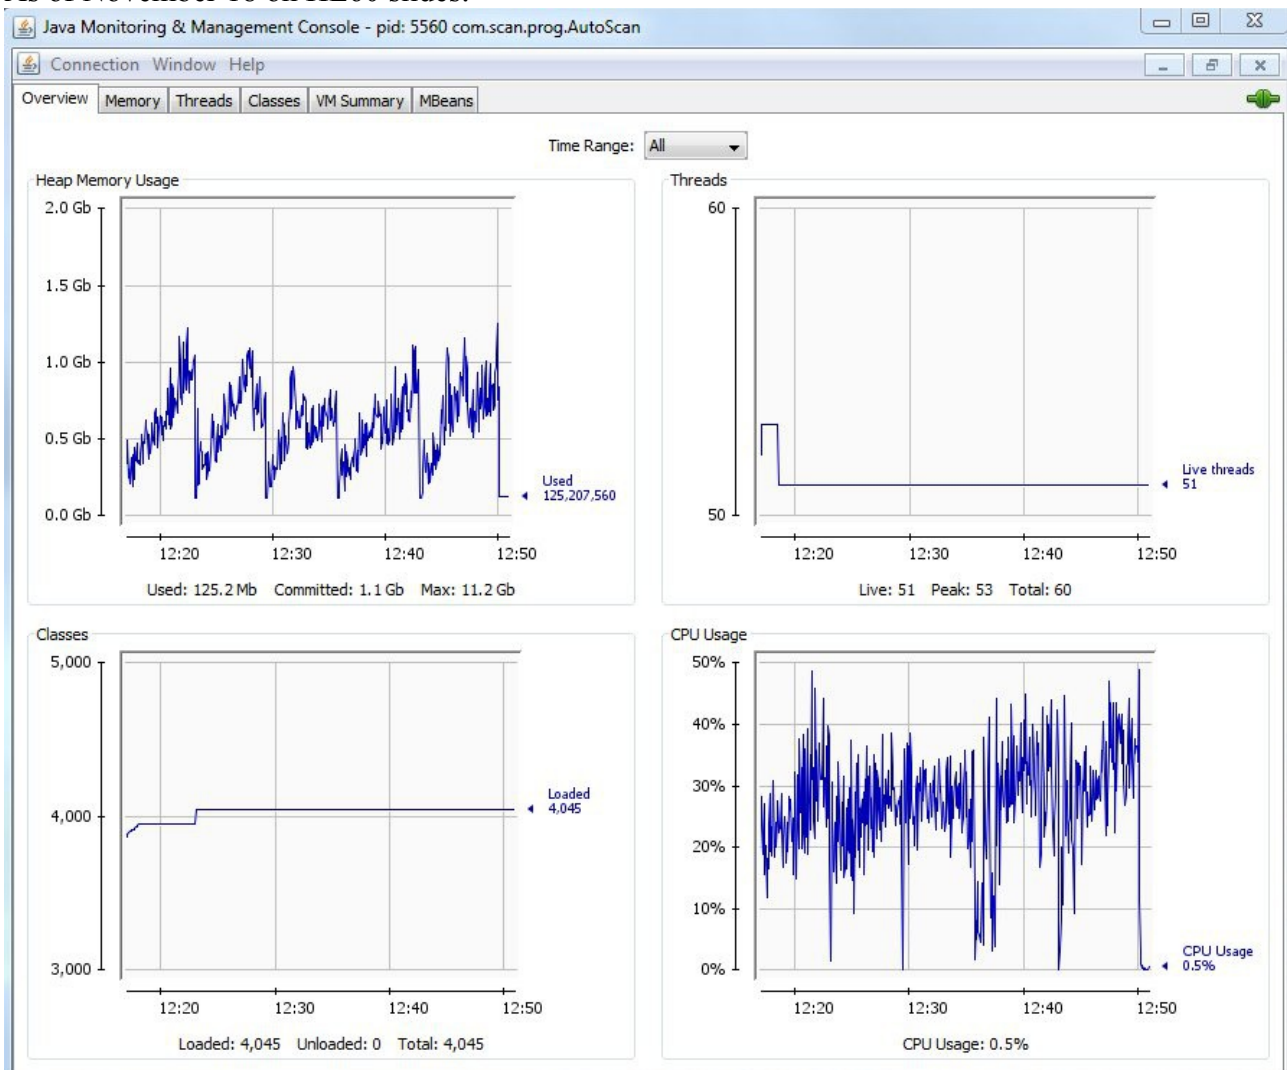 Java Monitoring & Management Console - pid: 5560 com.scan.prog.AutoScan
Connection Window Help
Overview Memory Threads Classes VM Summary MBeans
Time Range: All
Heap Memory Usage
2.0 Gb
1.5 Gb
1.0 Gb
0.5 Gb
0.0 Gb
Used
125,207,560
12:20 12:30 12:40 12:50
Used: 125.2 Mb Committed: 1.1 Gb Max: 11.2 Gb
Threads
60
50
Live threads
51
12:20 12:30 12:40 12:50
Live: 51 Peak: 53 Total: 60
Classes
5,000
4,000
3,000
Loaded
4,045
12:20 12:30 12:40 12:50
Loaded: 4,045 Unloaded: 0 Total: 4,045
CPU Usage
50%
40%
30%
20%
10%
0%
CPU Usage
0.5%
12:20 12:30 12:40 12:50
CPU Usage: 0.5%